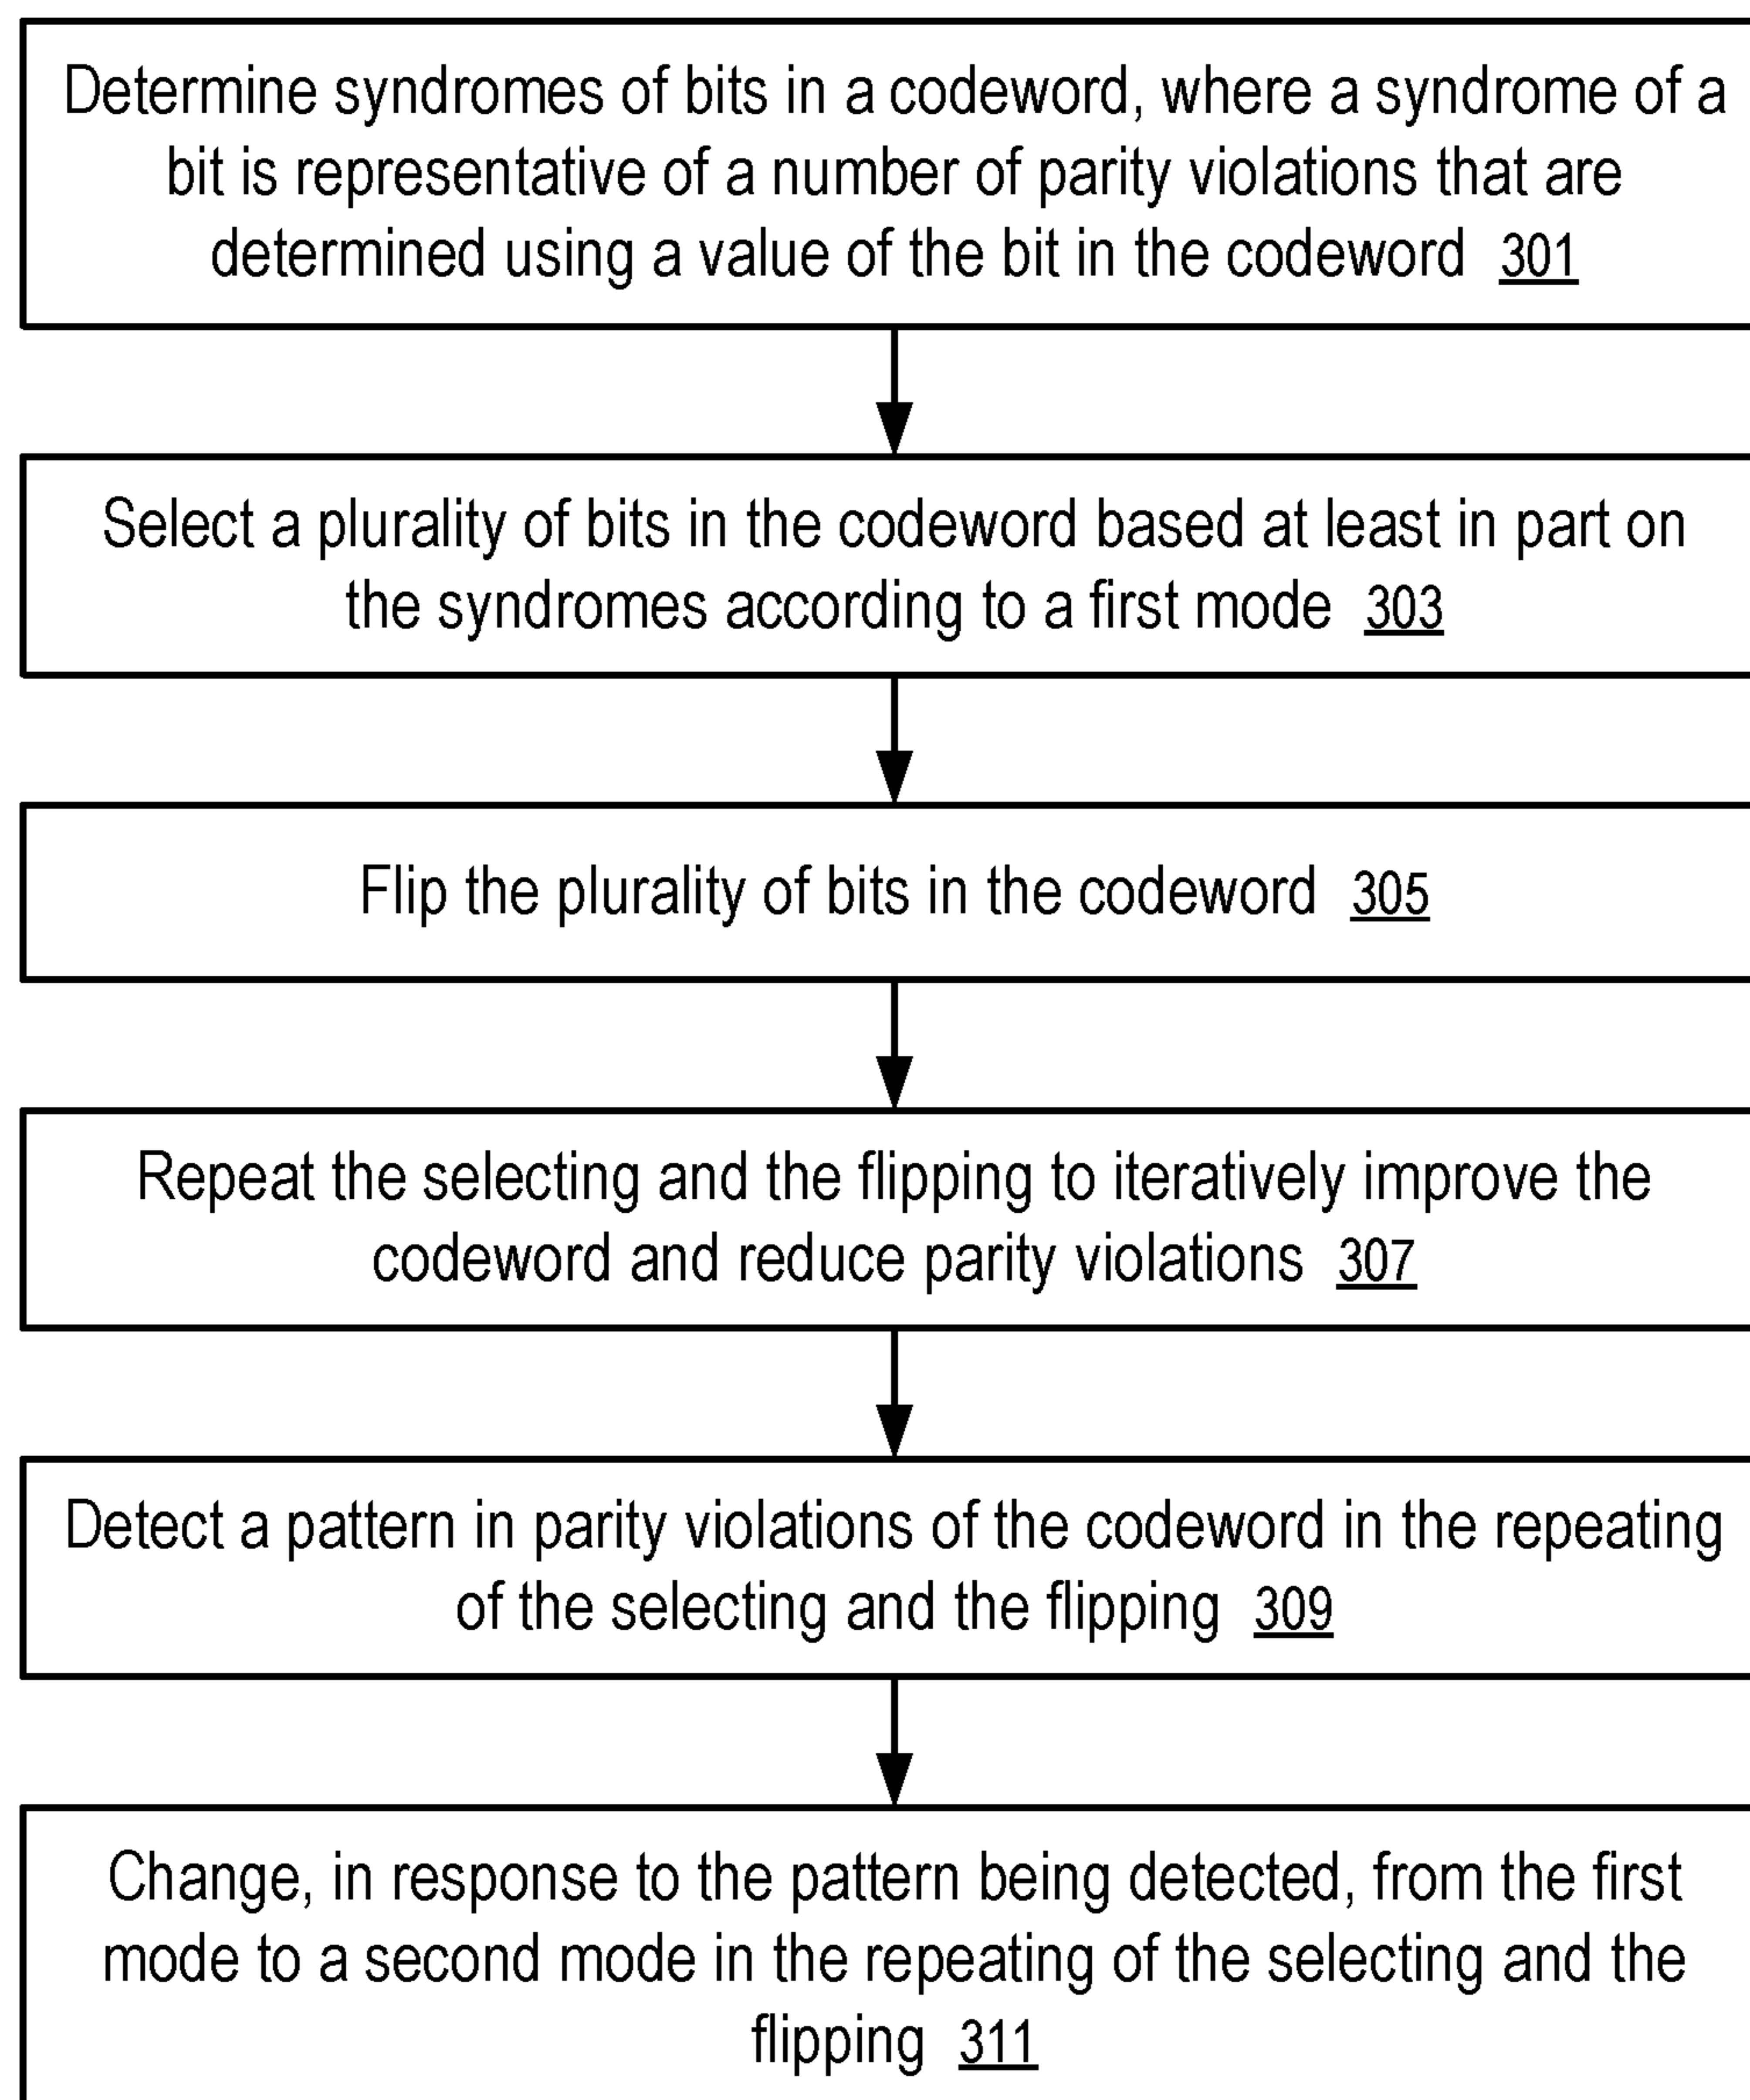 Determine syndromes of bits in a codeword, where a syndrome of a
bit is representative of a number of parity violations that are
determined using a value of the bit in the codeword 301
Select a plurality of bits in the codeword based at least in part on
the syndromes according to a first mode 303
Flip the plurality of bits in the codeword 305
Repeat the selecting and the flipping to iteratively improve the
codeword and reduce parity violations 307
Detect a pattern in parity violations of the codeword in the repeating
of the selecting and the flipping 309
Change, in response to the pattern being detected, from the first
mode to a second mode in the repeating of the selecting and the
flipping 311